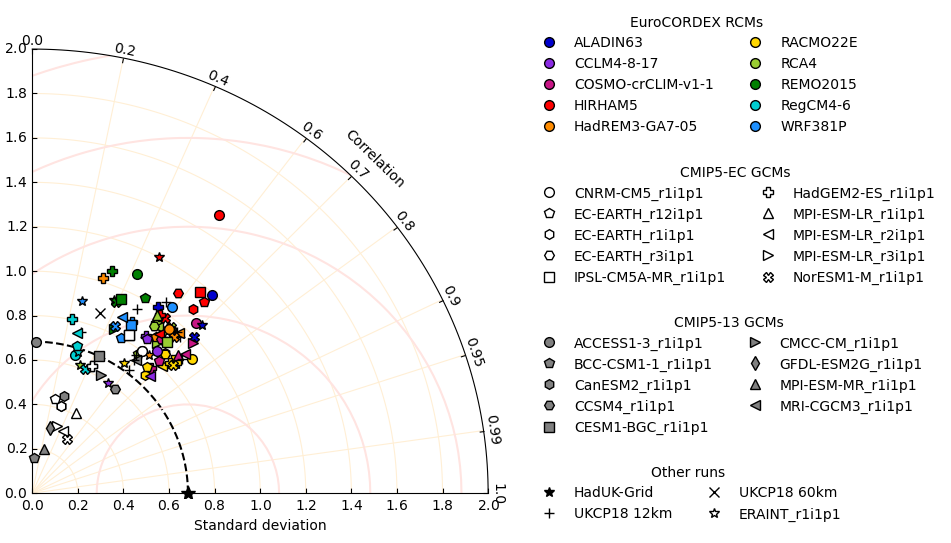 0.0
0.2
0.4
0.6
Correlation
0.7
0.8
0.9
0.95
0.99
1.0
2.0
1.8
1.6
1.4
1.2
1.0
0.8
0.6
0.4
0.2
0.0
0.0 0.2 0.4 0.6 0.8 1.0 1.2 1.4 1.6 1.8 2.0
Standard deviation
EuroCORDEX RCMs
ALADIN63 RACMO22E
CCLM4-8-17 RCA4
COSMO-crCLIM-v1-1 REMO2015
HIRHAM5 RegCM4-6
HadREM3-GA7-05 WRF381P
CMIP5-EC GCMs
CNRM-CM5_r1i1p1 HadGEM2-ES_r1i1p1
EC-EARTH_r12i1p1 MPI-ESM-LR_r1i1p1
EC-EARTH_r1i1p1 MPI-ESM-LR_r2i1p1
EC-EARTH_r3i1p1 MPI-ESM-LR_r3i1p1
IPSL-CM5A-MR_r1i1p1 NorESM1-M_r1i1p1
CMIP5-13 GCMs
ACCESS1-3_r1i1p1 CMCC-CM_r1i1p1
BCC-CSM1-1_r1i1p1 GFDL-ESM2G_r1i1p1
CanESM2_r1i1p1 MPI-ESM-MR_r1i1p1
CCSM4_r1i1p1 MRI-CGCM3_r1i1p1
CESM1-BGC_r1i1p1
Other runs
HadUK-Grid UKCP18 60km
UKCP18 12km ERAINT_r1i1p1